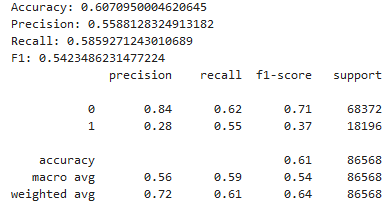 Accuracy: 0.6070950004620645
Precision: 0.5588128324913182
Recall: 0.5859271243010689
F1: 0.5423486231477224
precision recall f1-score support
0 0.84 0.62 0.71 68372
1 0.28 0.55 0.37 18196
accuracy 0.61 86568
macro avg 0.56 0.59 0.54 86568
weighted avg 0.72 0.61 0.64 86568